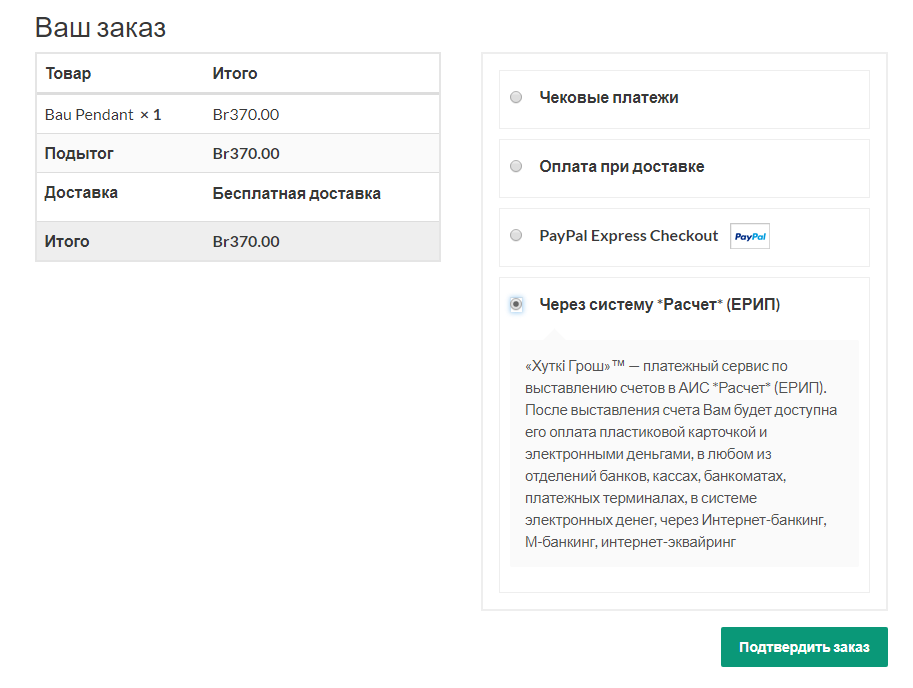 Ваш заказ
Товар Итого
Bau Pendant × 1 Br370.00
Подытог Br370.00
Доставка Бесплатная доставка
Итого Br370.00
Чековые платежи
Оплата при доставке
PayPal Express Checkout PayPal
Через систему *Расчет* (ЕРИП)
«Хуткi Грош»™ — платежный сервис по
выставлению счетов в АИС *Расчет* (ЕРИП).
После выставления счета Вам будет доступна
его оплата пластиковой карточкой и
электронными деньгами, в любом из
отделений банков, кассах, банкоматах,
платежных терминалах, в системе
электронных денег, через Интернет-банкинг,
М-банкинг, интернет-эквайринг
Подтвердить заказ